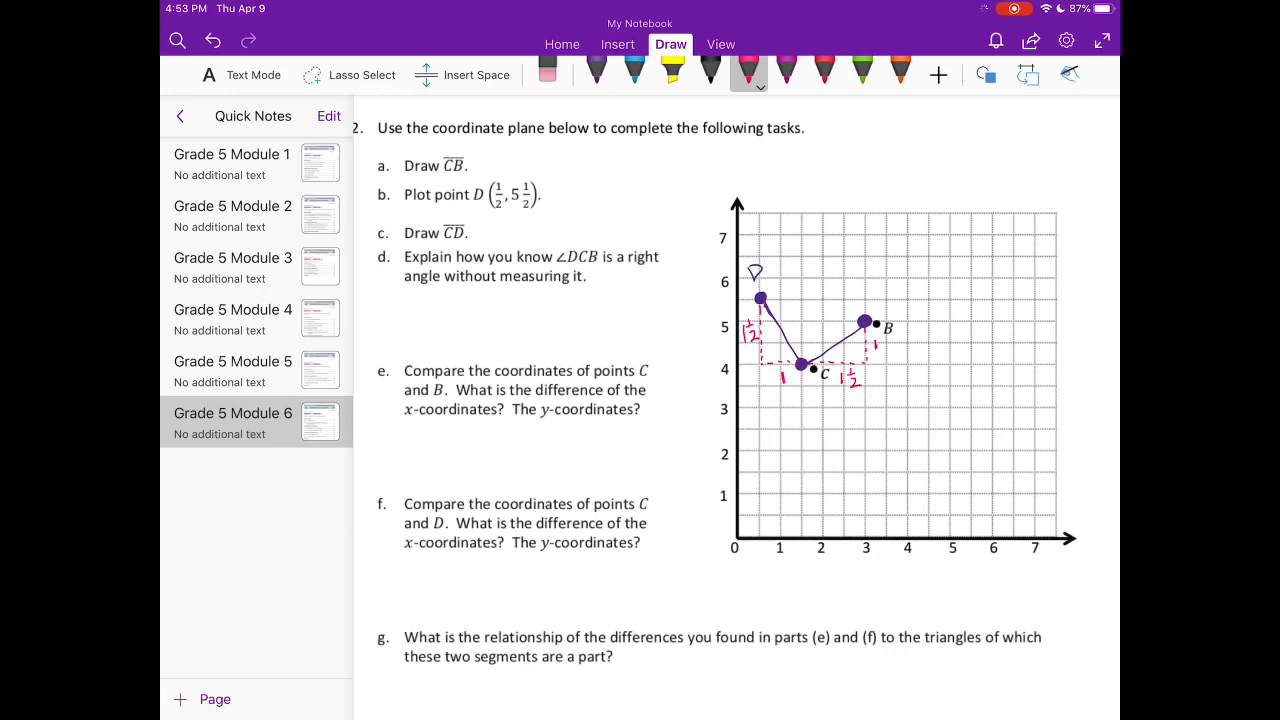 4:53 PM Thu Apr 9
87%
My Notebook
Home Insert Draw View
A Text Mode Lasso Select Insert Space
Quick Notes Edit
Grade 5 Module 1
No additional text
Grade 5 Module 2
No additional text
Grade 5 Module 3
No additional text
Grade 5 Module 4
No additional text
Grade 5 Module 5
No additional text
Grade 5 Module 6
No additional text
+ Page
2. Use the coordinate plane below to complete the following tasks.
a. Draw C̅B̅.
b. Plot point D (1/2, 5 1/2).
c. Draw C̅D̅.
d. Explain how you know ∠DCB is a right
angle without measuring it.
e. Compare the coordinates of points C
and B. What is the difference of the
x-coordinates? The y-coordinates?
f. Compare the coordinates of points C
and D. What is the difference of the
x-coordinates? The y-coordinates?
g. What is the relationship of the differences you found in parts (e) and (f) to the triangles of which
these two segments are a part?
7
6
5
4
3
2
1
0 1 2 3 4 5 6 7
D
B
C
1 1/2
1
1 1/2
1